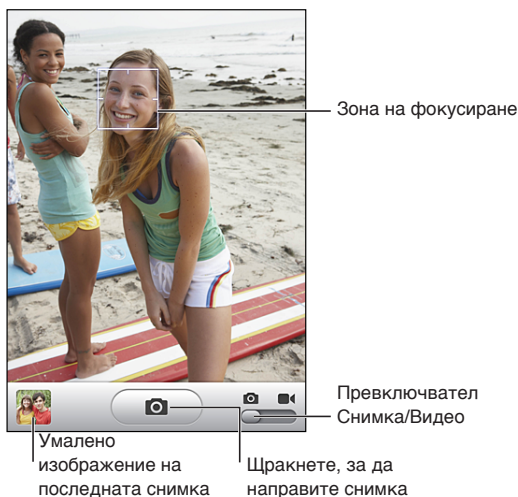 Зона на фокусиране
Превключвател
Снимка/Видео
Умалено
изображение на
последната снимка
Щракнете, за да
направите снимка